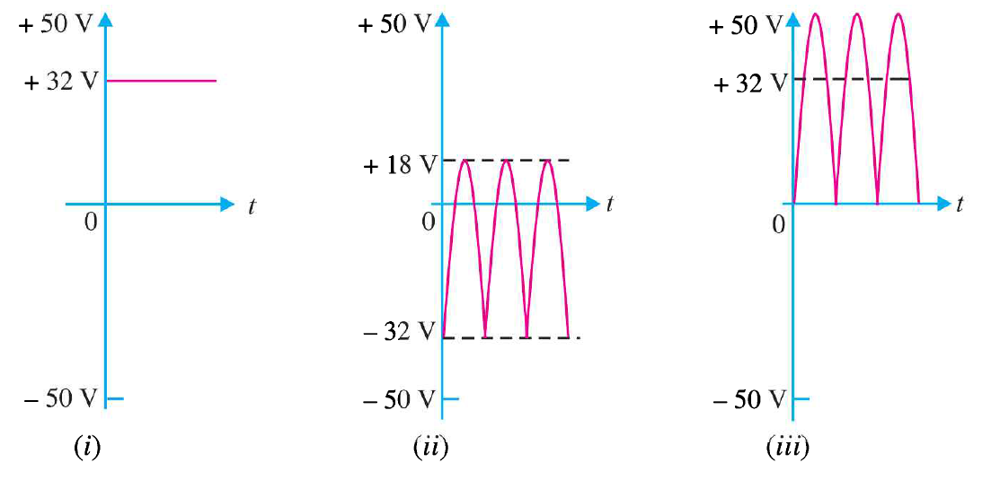 + 50 V
+ 32 V
0
t
– 50 V
(i)
+ 50 V
+ 18 V
0
t
– 32 V
– 50 V
(ii)
+ 50 V
+ 32 V
0
t
– 50 V
(iii)